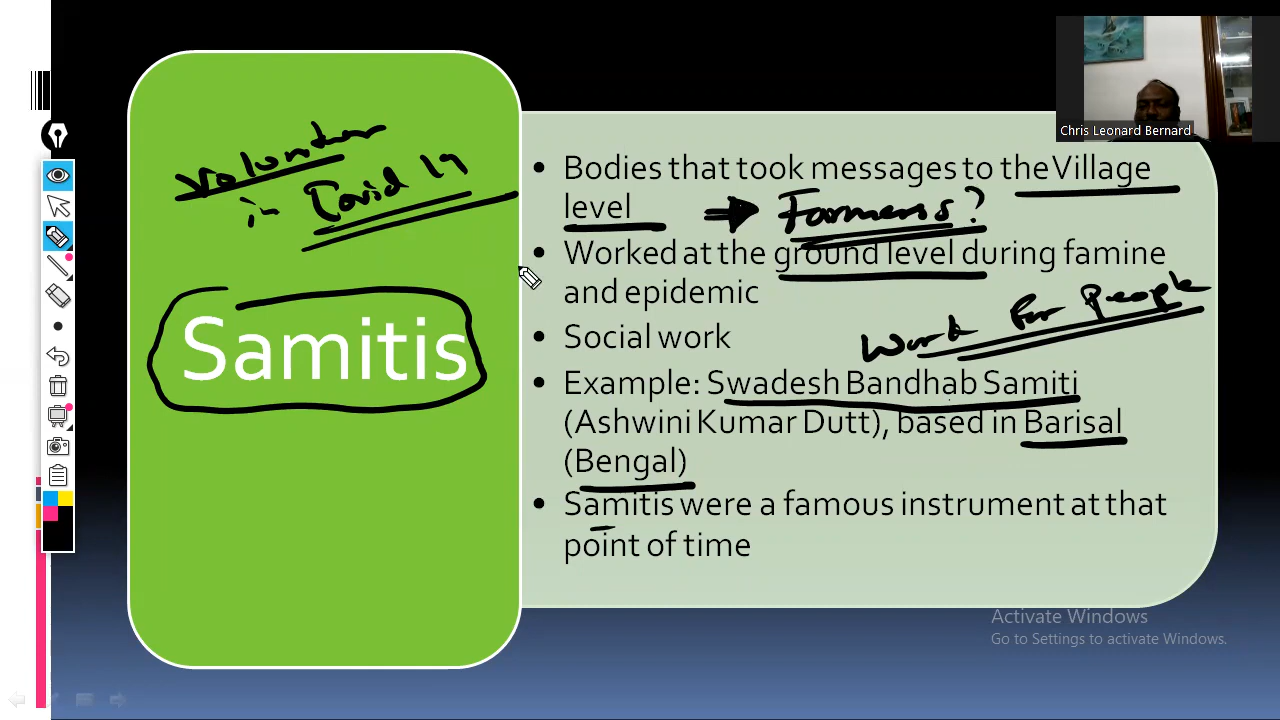 Chris Leonard Bernard
Volunteer
in Covid 19
Samitis
• Bodies that took messages to the Village
level → Farmers?
• Worked at the ground level during famine
and epidemic
• Social work
Work for People
• Example: Swadesh Bandhab Samiti
(Ashwini Kumar Dutt), based in Barisal
(Bengal)
• Samitis were a famous instrument at that
point of time
Activate Windows
Go to Settings to activate Windows.